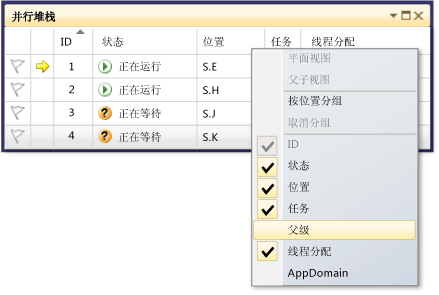 并行堆栈
ID 状态 位置 任务 线程分配
1 正在运行 S.E
2 正在运行 S.H
3 正在等待 S.J
4 正在等待 S.K
平面视图
父子视图
按位置分组
取消分组
ID
状态
位置
任务
父级
线程分配
AppDomain